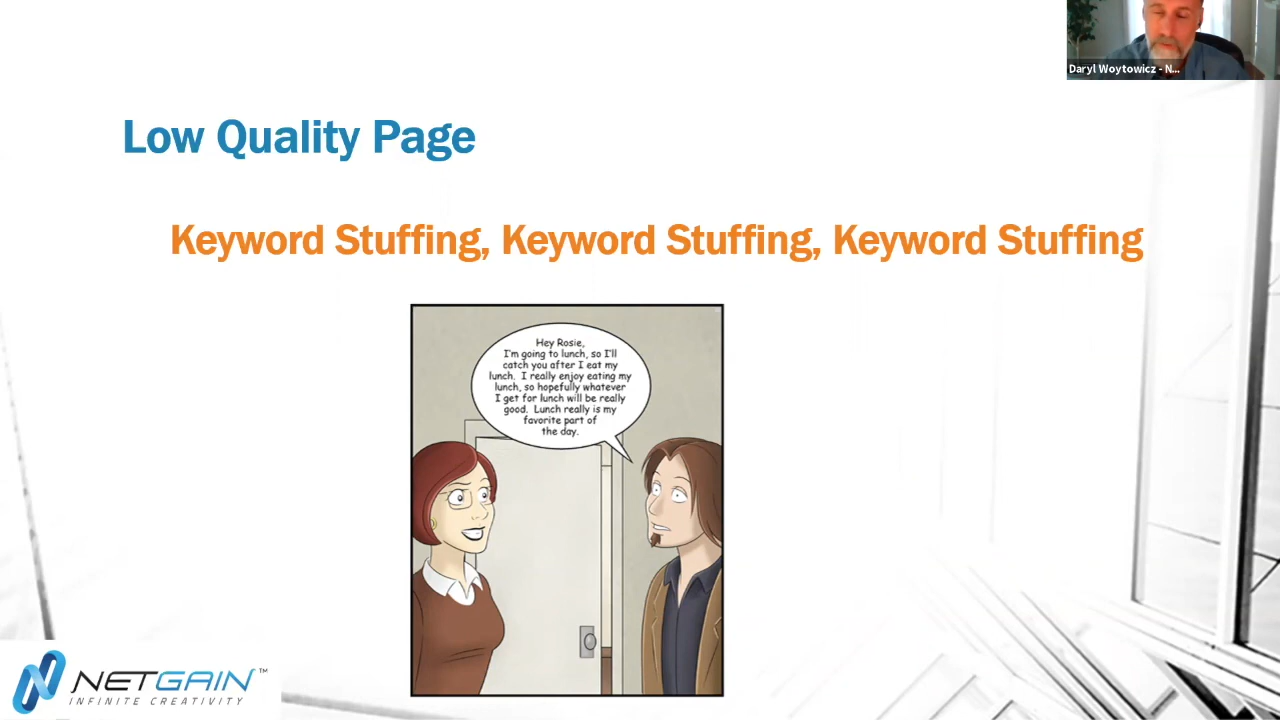 Daryl Woytowicz - N...
Low Quality Page
Keyword Stuffing, Keyword Stuffing, Keyword Stuffing
Hey Rosie,
I'm going to lunch, so I'll
catch you after I eat my
lunch. I really enjoy eating my
lunch, so hopefully whatever
I get for lunch will be really
good. Lunch really is my
favorite part of
the day.
NETGAIN™
INFINITE CREATIVITY